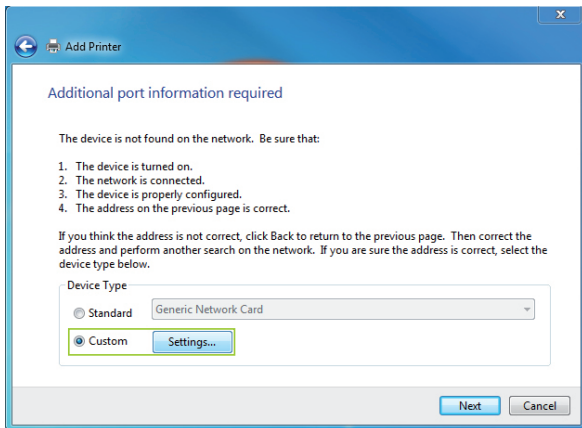 x
Add Printer
Additional port information required
The device is not found on the network. Be sure that:
1. The device is turned on.
2. The network is connected.
3. The device is properly configured.
4. The address on the previous page is correct.
If you think the address is not correct, click Back to return to the previous page. Then correct the
address and perform another search on the network. If you are sure the address is correct, select the
device type below.
Device Type
Standard Generic Network Card
Custom Settings...
Next Cancel